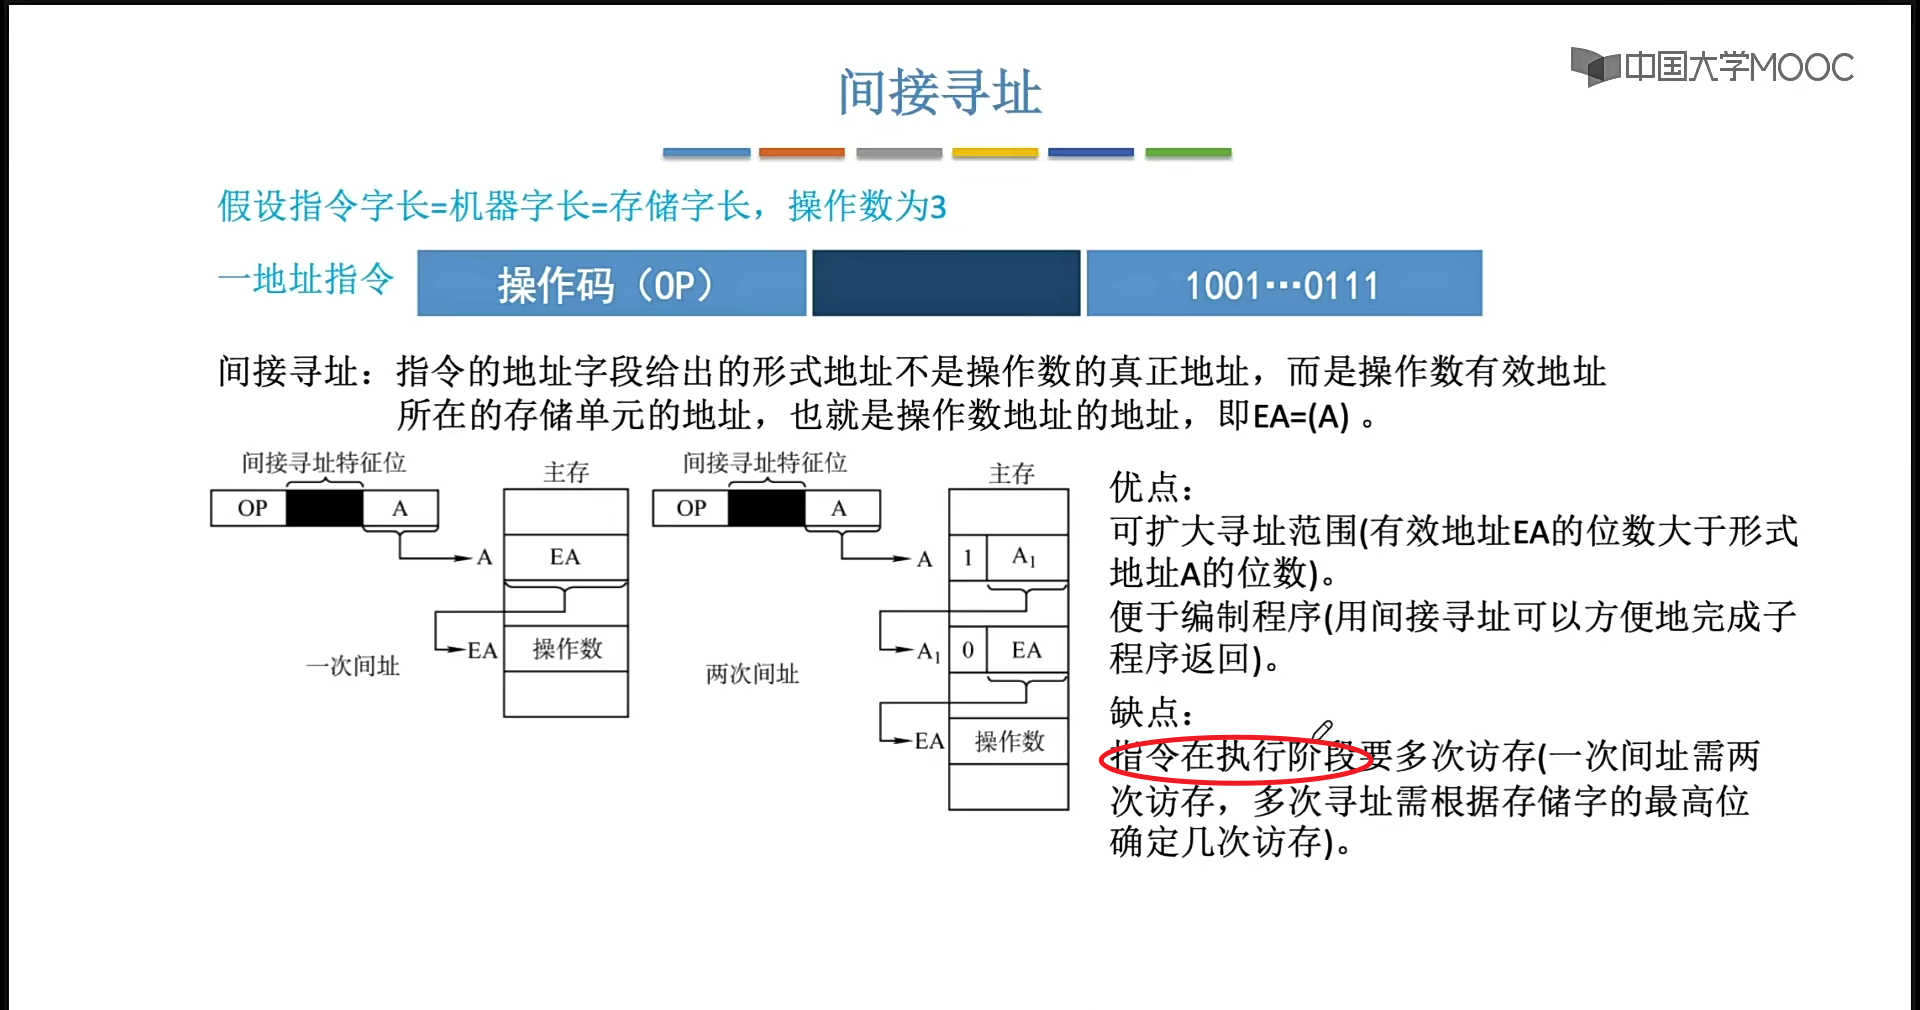 中国大学MOOC
间接寻址
假设指令字长=机器字长=存储字长，操作数为3
一地址指令 操作码（OP） 1001···0111
间接寻址：指令的地址字段给出的形式地址不是操作数的真正地址，而是操作数有效地址
所在的存储单元的地址，也就是操作数地址的地址，即EA=(A) 。
间接寻址特征位
主存
OP A
A EA
EA 操作数
一次间址
间接寻址特征位
主存
OP A
A 1 A₁
A₁ 0 EA
EA 操作数
两次间址
优点：
可扩大寻址范围(有效地址EA的位数大于形式
地址A的位数)。
便于编制程序(用间接寻址可以方便地完成子
程序返回)。
缺点：
指令在执行阶段要多次访存(一次间址需两
次访存，多次寻址需根据存储字的最高位
确定几次访存)。